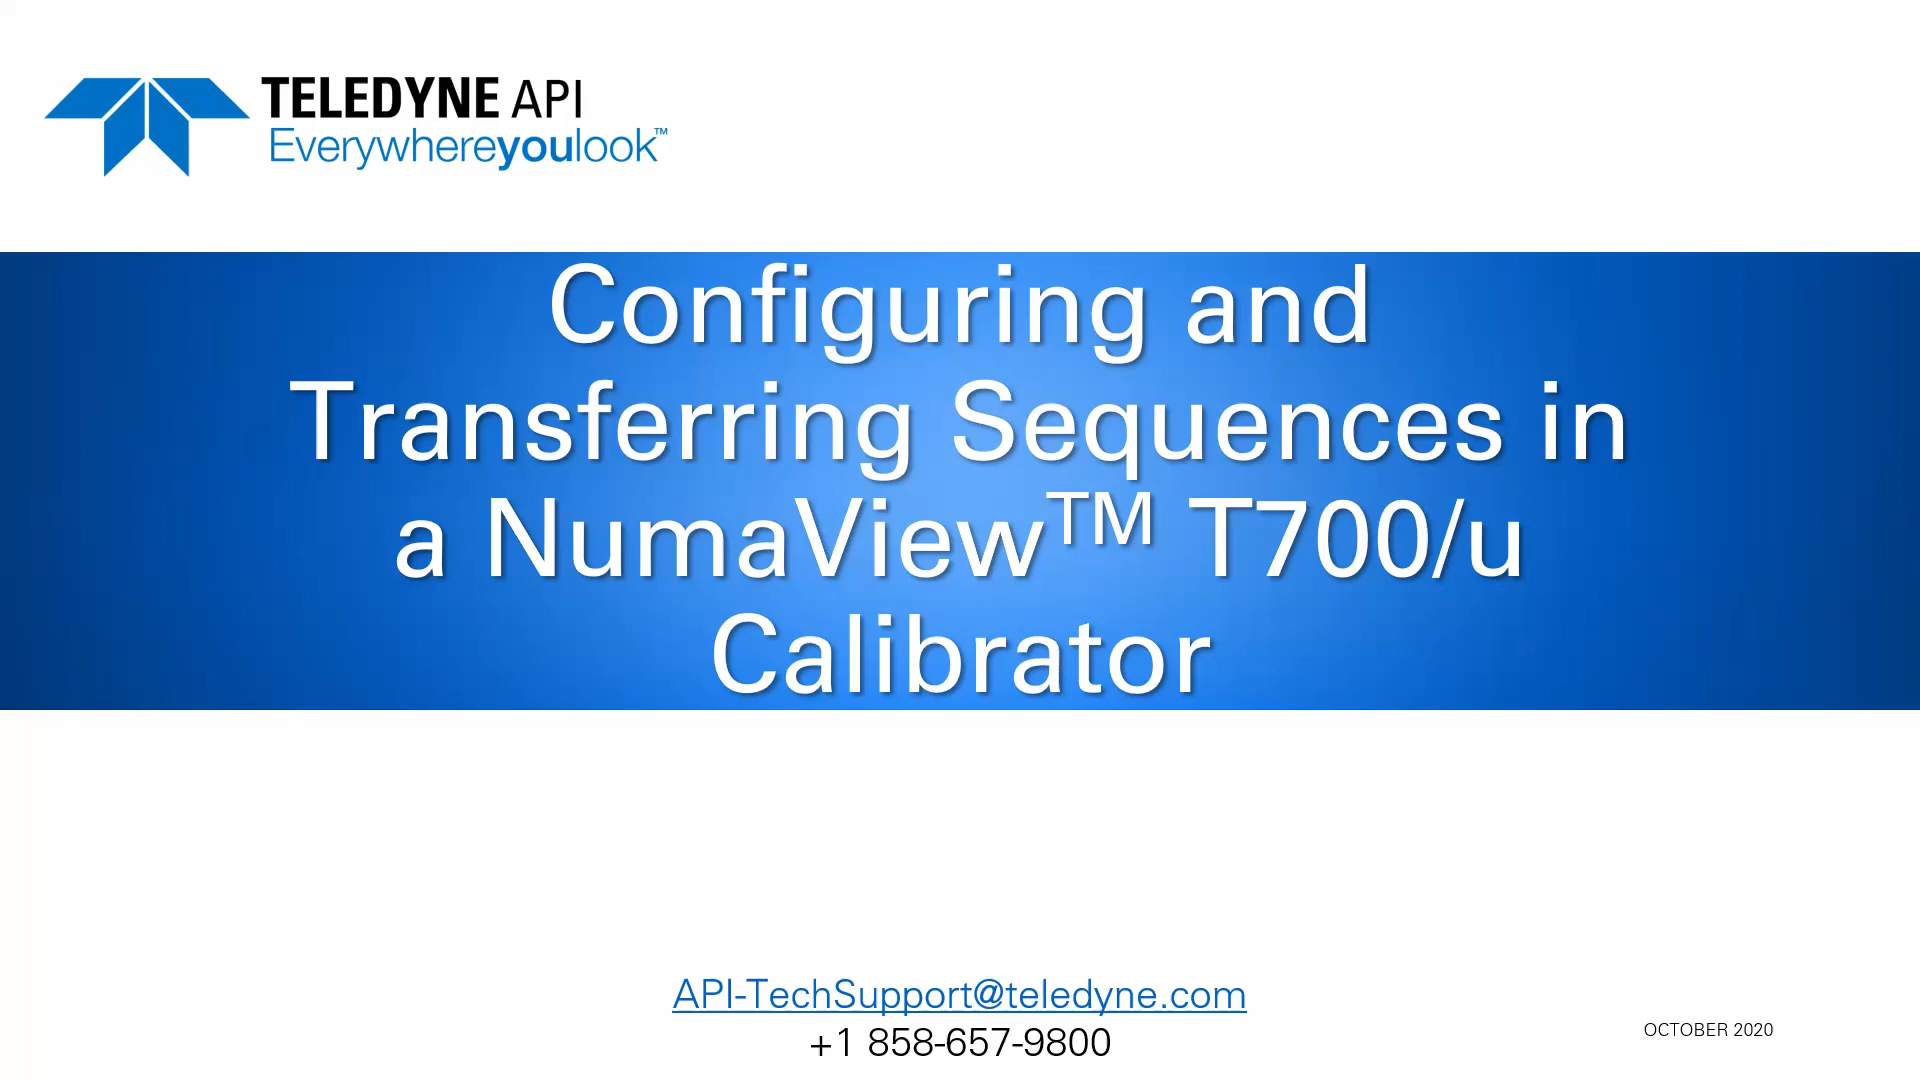 TELEDYNE API
Everywhereyoulook™
Configuring and
Transferring Sequences in
a NumaView™ T700/u
Calibrator
API-TechSupport@teledyne.com
+1 858-657-9800
OCTOBER 2020